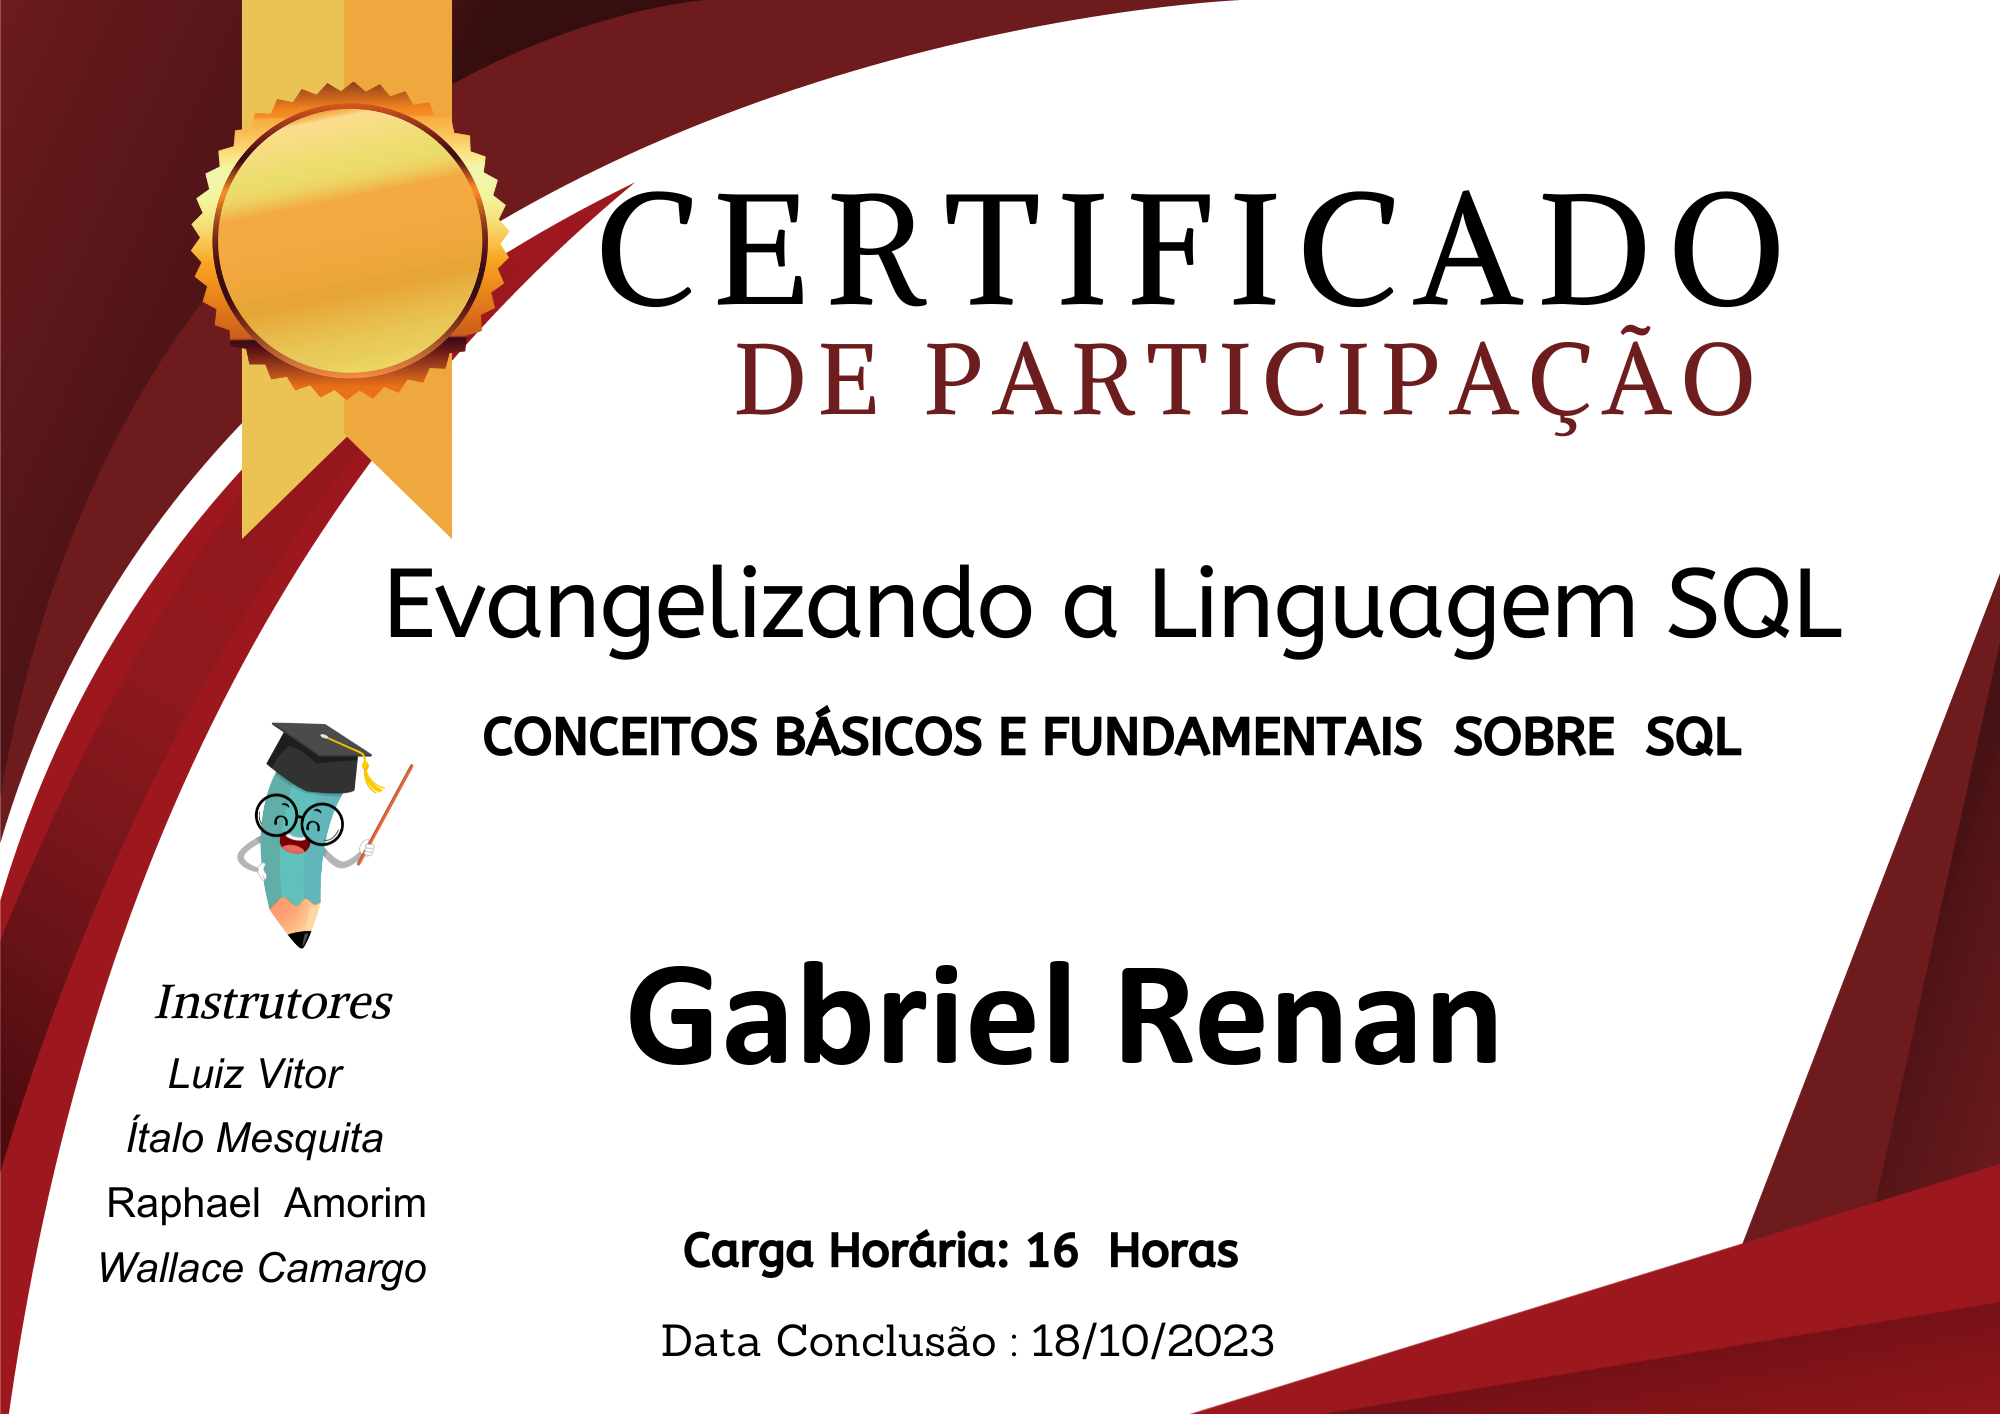 CERTIFICADO
DE PARTICIPAÇÃO
Evangelizando a Linguagem SQL
CONCEITOS BÁSICOS E FUNDAMENTAIS SOBRE SQL
Gabriel Renan
Instrutores
Luiz Vitor
Ítalo Mesquita
Raphael Amorim
Wallace Camargo
Carga Horária: 16 Horas
Data Conclusão : 18/10/2023